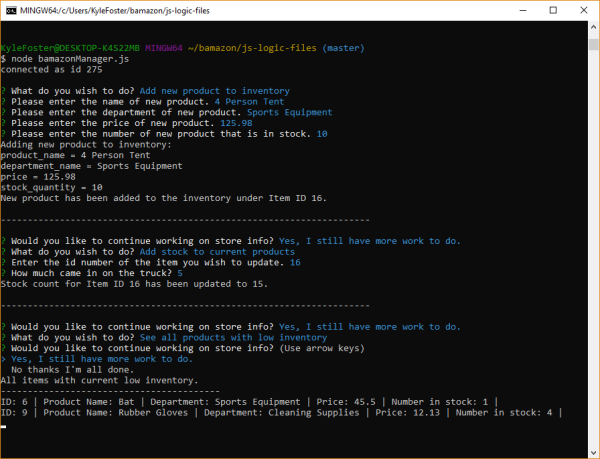 MINGW64:/c/Users/KyleFoster/bamazon/js-logic-files
KyleFoster@DESKTOP-K4S22MB MINGW64 ~/bamazon/js-logic-files (master)
$ node bamazonManager.js
connected as id 275
? What do you wish to do? Add new product to inventory
? Please enter the name of new product. 4 Person Tent
? Please enter the department of new product. Sports Equipment
? Please enter the price of new product. 125.98
? Please enter the number of new product that is in stock. 10
Adding new product to inventory:
product_name = 4 Person Tent
department_name = Sports Equipment
price = 125.98
stock_quantity = 10
New product has been added to the inventory under Item ID 16.
-----------------------------------------------------------------------
? Would you like to continue working on store info? Yes, I still have more work to do.
? What do you wish to do? Add stock to current products
? Enter the id number of the item you wish to update. 16
? How much came in on the truck? 5
Stock count for Item ID 16 has been updated to 15.
-----------------------------------------------------------------------
? Would you like to continue working on store info? Yes, I still have more work to do.
? What do you wish to do? See all products with low inventory
? Would you like to continue working on store info? (Use arrow keys)
> Yes, I still have more work to do.
No thanks I'm all done.
All items with current low inventory.
------------------------------------------
ID: 6 | Product Name: Bat | Department: Sports Equipment | Price: 45.5 | Number in stock: 1 |
ID: 9 | Product Name: Rubber Gloves | Department: Cleaning Supplies | Price: 12.13 | Number in stock: 4 |